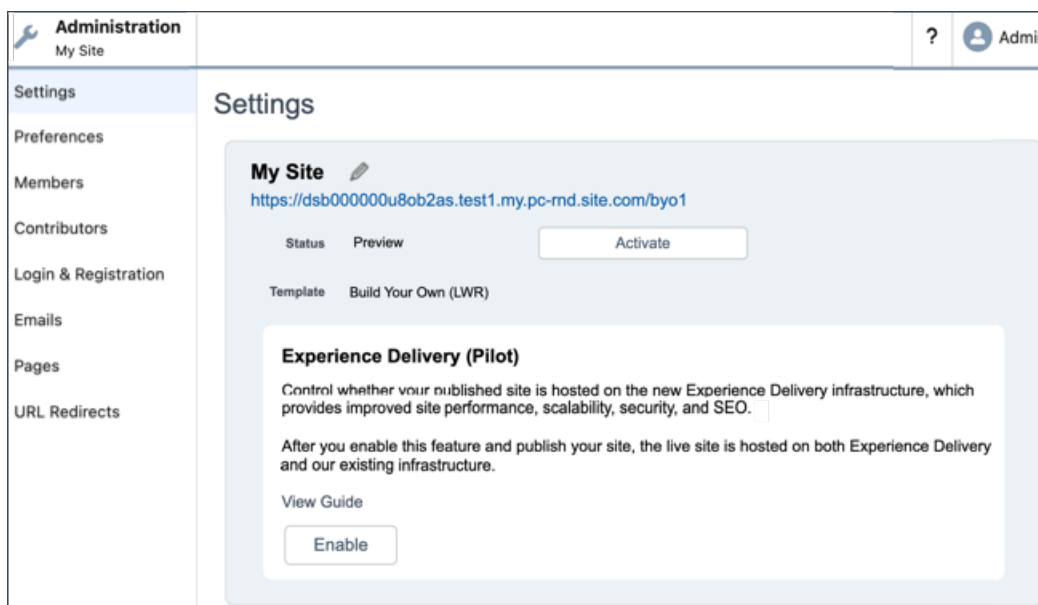 Administration
My Site
?
Admi
Settings
Preferences
Members
Contributors
Login & Registration
Emails
Pages
URL Redirects
Settings
My Site
https://dsb000000u8ob2as.test1.my.pc-rnd.site.com/byo1
Status Preview Activate
Template Build Your Own (LWR)
Experience Delivery (Pilot)
Control whether your published site is hosted on the new Experience Delivery infrastructure, which
provides improved site performance, scalability, security, and SEO.
After you enable this feature and publish your site, the live site is hosted on both Experience Delivery
and our existing infrastructure.
View Guide
Enable